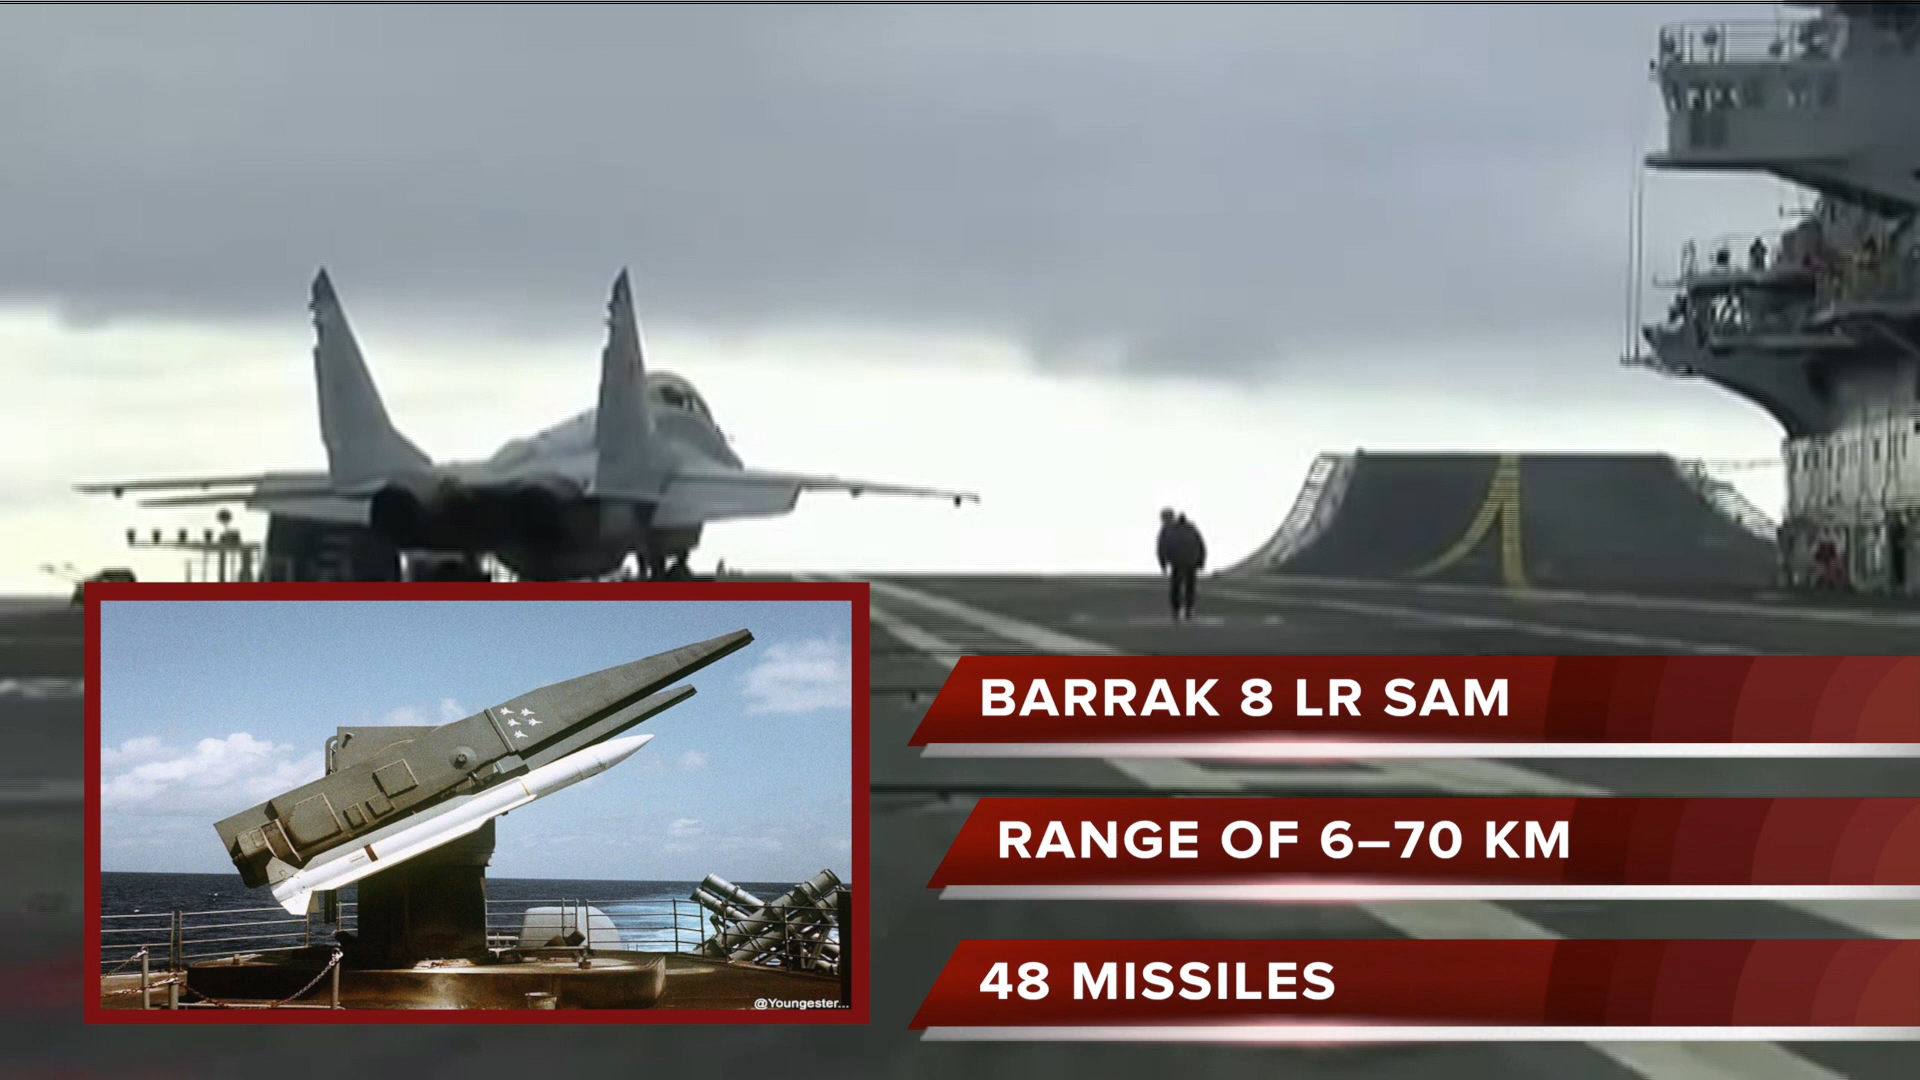 BARRAK 8 LR SAM
RANGE OF 6–70 KM
48 MISSILES
@Youngester...